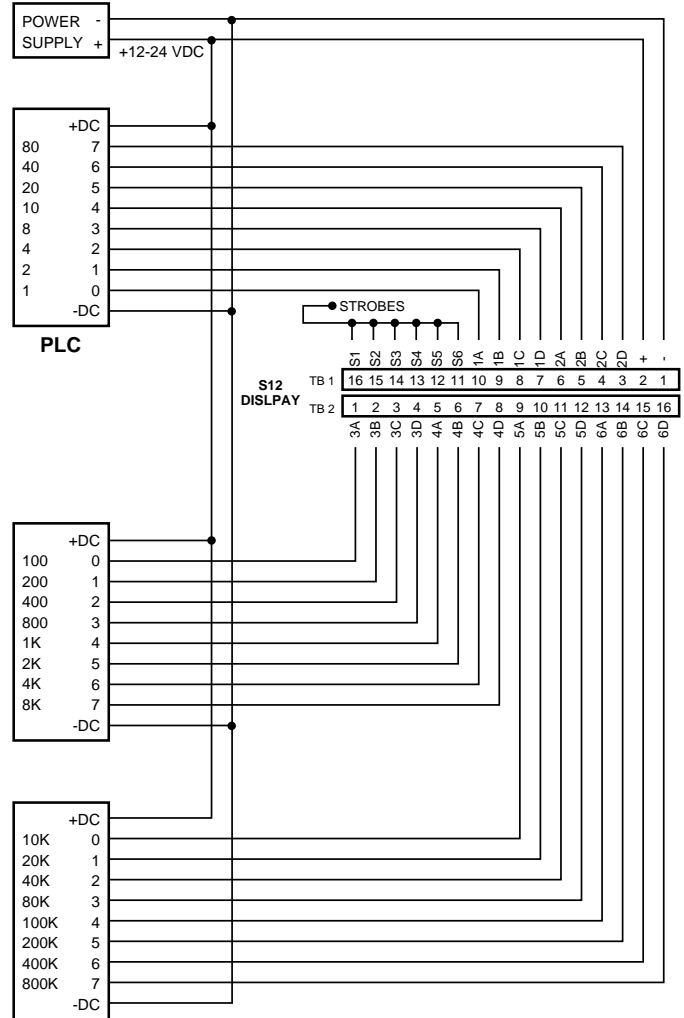 POWER -
SUPPLY +
+12-24 VDC
+DC
80 7
40 6
20 5
10 4
8 3
4 2
2 1
1 0
-DC
PLC
STROBES
S1 S2 S3 S4 S5 S6 1A 1B 1C 1D 2A 2B 2C 2D + -
S12
DISLPAY
TB 1 16 15 14 13 12 11 10 9 8 7 6 5 4 3 2 1
TB 2 1 2 3 4 5 6 7 8 9 10 11 12 13 14 15 16
3A 3B 3C 3D 4A 4B 4C 4D 5A 5B 5C 5D 6A 6B 6C 6D
+DC
100 0
200 1
400 2
800 3
1K 4
2K 5
4K 6
8K 7
-DC
+DC
10K 0
20K 1
40K 2
80K 3
100K 4
200K 5
400K 6
800K 7
-DC